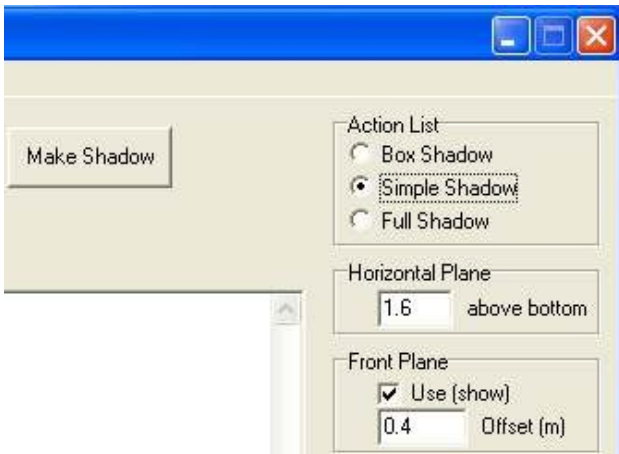 Make Shadow
Action List
Box Shadow
Simple Shadow
Full Shadow
Horizontal Plane
1.6 above bottom
Front Plane
Use (show)
0.4 Offset (m)